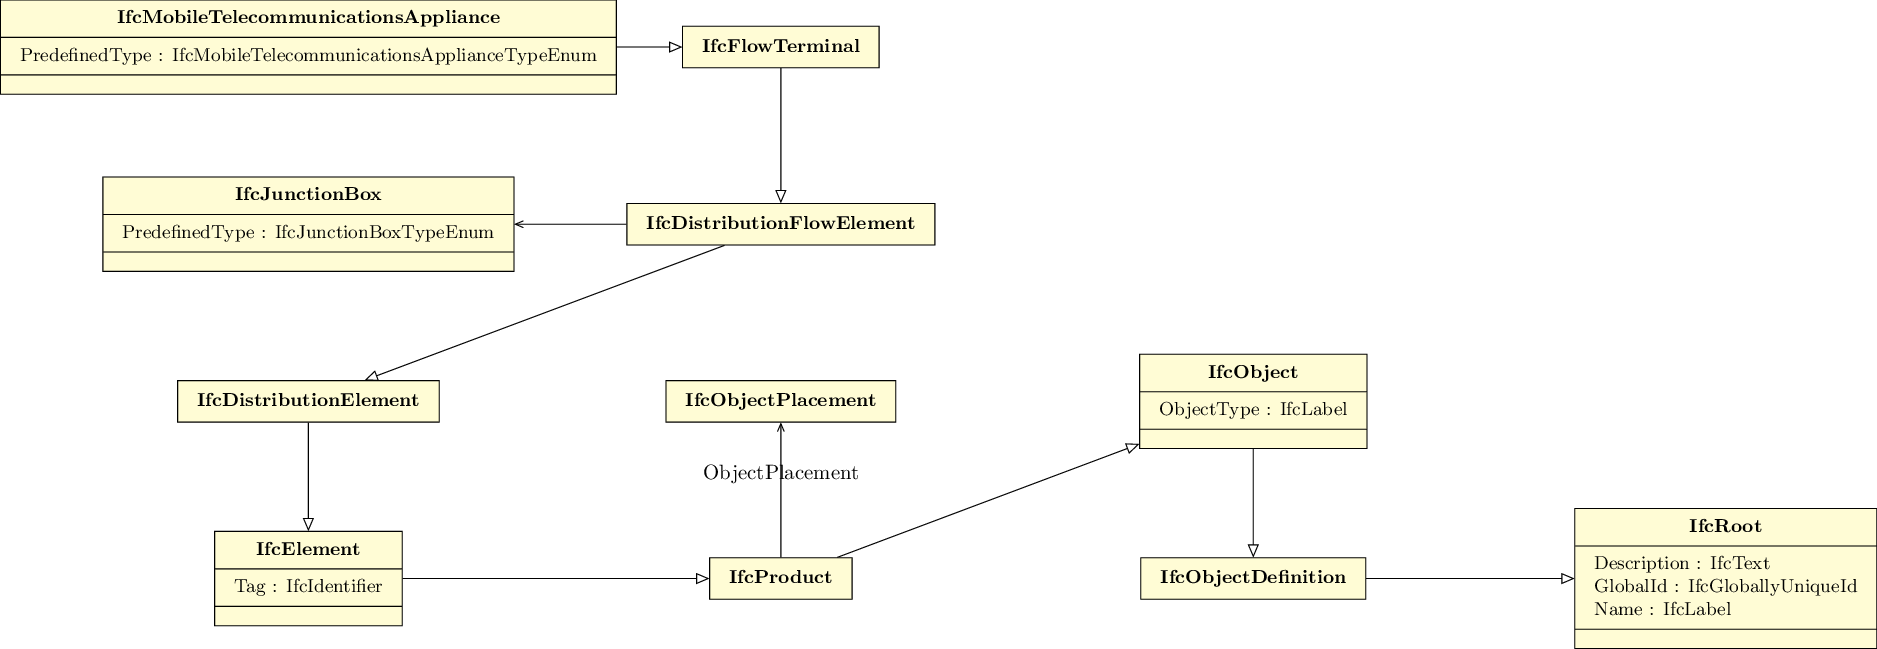 IfcMobileTelecommunicationsAppliance
PredefinedType : IfcMobileTelecommunicationsApplianceTypeEnum
IfcFlowTerminal
IfcJunctionBox
PredefinedType : IfcJunctionBoxTypeEnum
IfcDistributionFlowElement
IfcDistributionElement
IfcObjectPlacement
IfcObject
ObjectType : IfcLabel
ObjectPlacement
IfcElement
Tag : IfcIdentifier
IfcProduct
IfcObjectDefinition
IfcRoot
Description : IfcText
GlobalId : IfcGloballyUniqueId
Name : IfcLabel